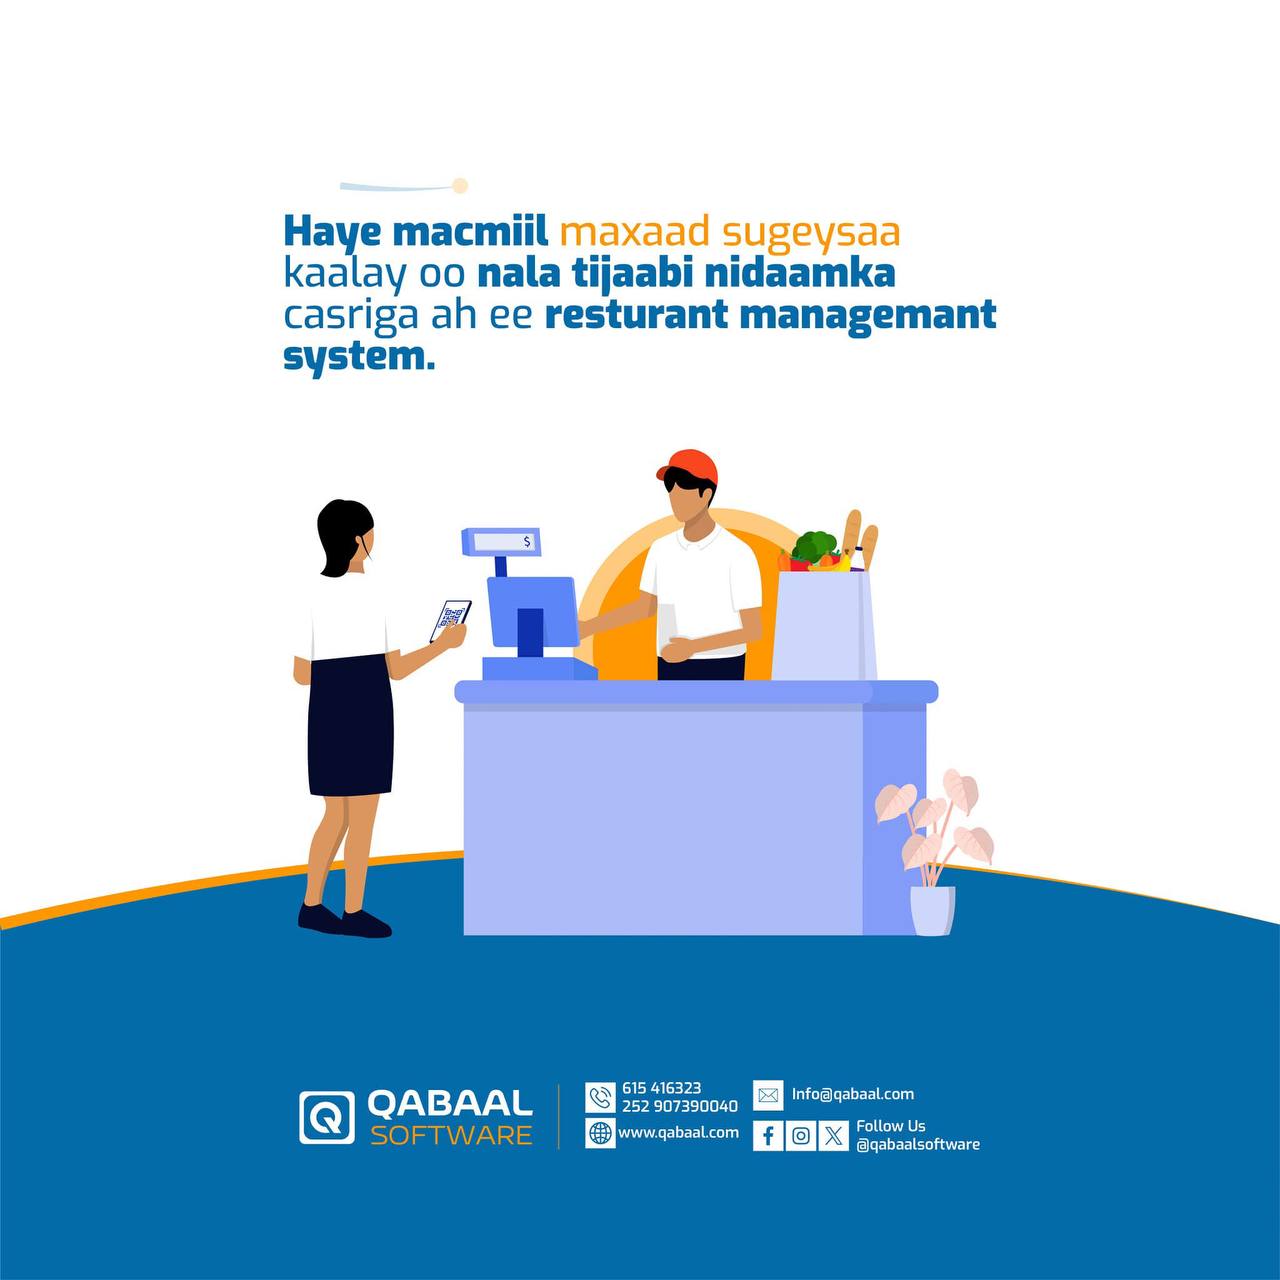 Haye macmiil maxaad sugeysaa
kaalay oo nala tijaabi nidaamka
casriga ah ee resturant managemant
system.
$
QABAAL
SOFTWARE
615 416323
252 907390040
www.qabaal.com
Info@qabaal.com
Follow Us
@qabaalsoftware